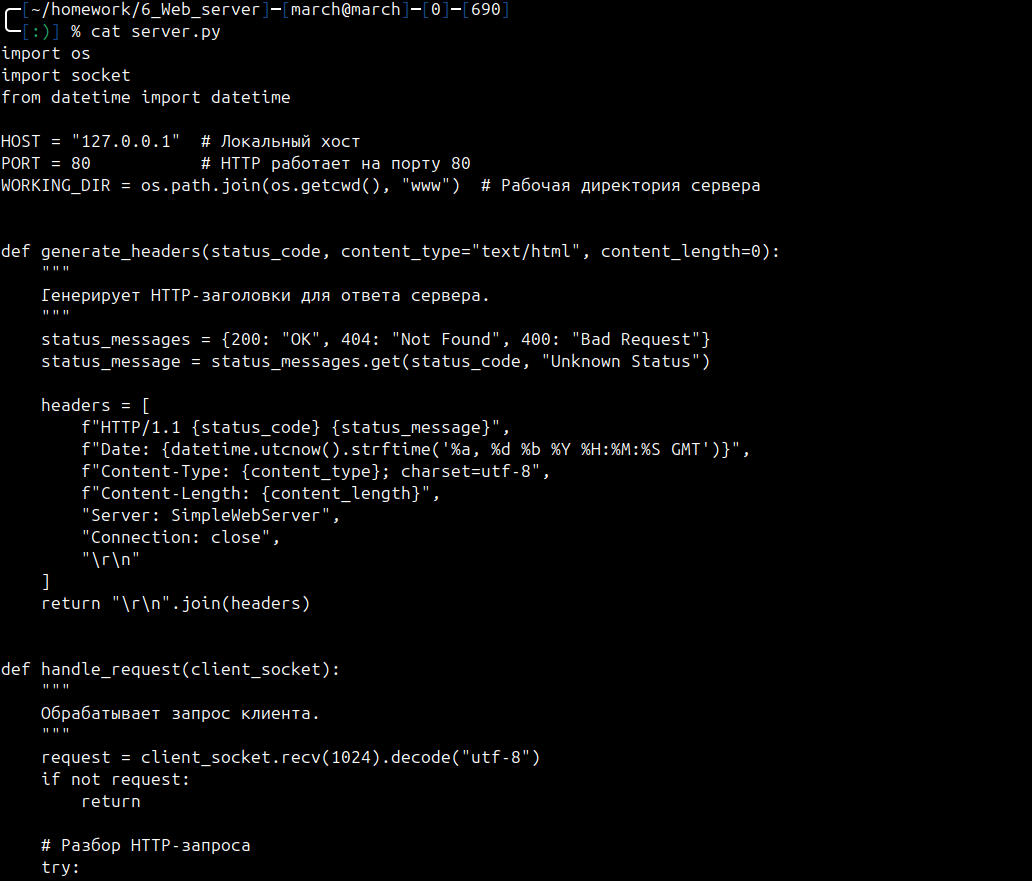 [~/homework/6_Web_server]-[march@march]-[0]-[690]
[:)] % cat server.py
import os
import socket
from datetime import datetime

HOST = "127.0.0.1"  # Локальный хост
PORT = 80           # HTTP работает на порту 80
WORKING_DIR = os.path.join(os.getcwd(), "www")  # Рабочая директория сервера


def generate_headers(status_code, content_type="text/html", content_length=0):
    """
    Генерирует HTTP-заголовки для ответа сервера.
    """
    status_messages = {200: "OK", 404: "Not Found", 400: "Bad Request"}
    status_message = status_messages.get(status_code, "Unknown Status")

    headers = [
        f"HTTP/1.1 {status_code} {status_message}",
        f"Date: {datetime.utcnow().strftime('%a, %d %b %Y %H:%M:%S GMT')}",
        f"Content-Type: {content_type}; charset=utf-8",
        f"Content-Length: {content_length}",
        "Server: SimpleWebServer",
        "Connection: close",
        "\r\n"
    ]
    return "\r\n".join(headers)


def handle_request(client_socket):
    """
    Обрабатывает запрос клиента.
    """
    request = client_socket.recv(1024).decode("utf-8")
    if not request:
        return

    # Разбор HTTP-запроса
    try: